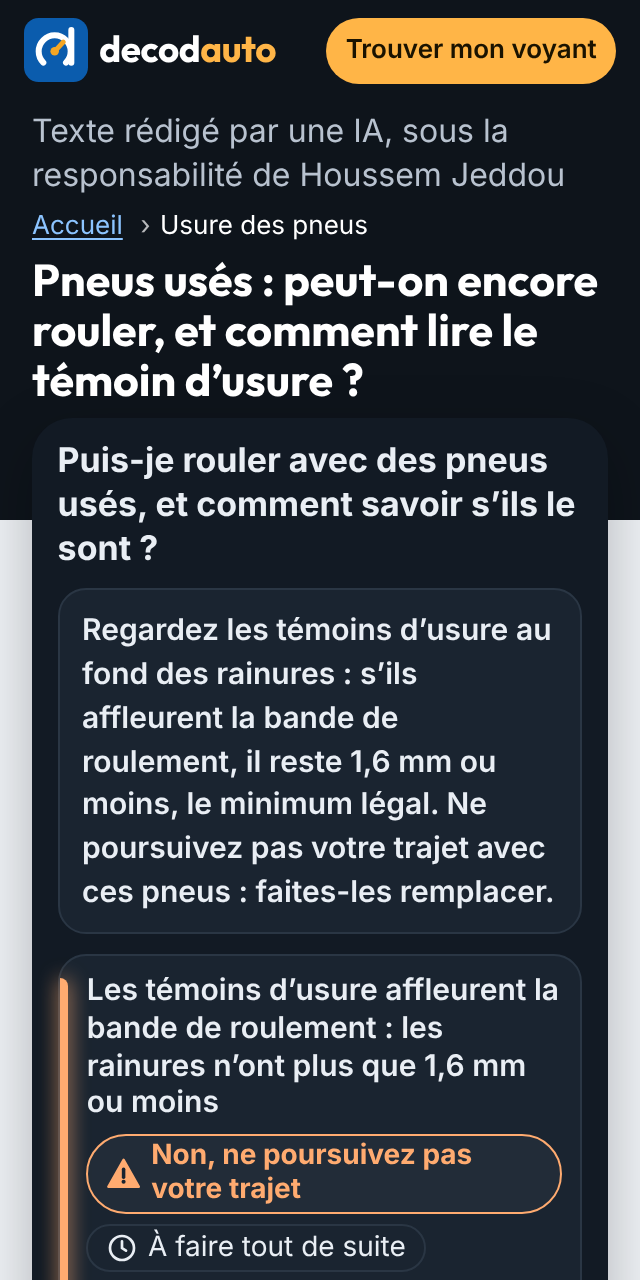 decodauto
Trouver mon voyant
Texte rédigé par une IA, sous la
responsabilité de Houssem Jeddou
Accueil › Usure des pneus
Pneus usés : peut-on encore
rouler, et comment lire le
témoin d’usure ?
Puis-je rouler avec des pneus
usés, et comment savoir s’ils le
sont ?
Regardez les témoins d’usure au
fond des rainures : s’ils
affleurent la bande de
roulement, il reste 1,6 mm ou
moins, le minimum légal. Ne
poursuivez pas votre trajet avec
ces pneus : faites-les remplacer.
Les témoins d’usure affleurent la
bande de roulement : les
rainures n’ont plus que 1,6 mm
ou moins
Non, ne poursuivez pas
votre trajet
À faire tout de suite